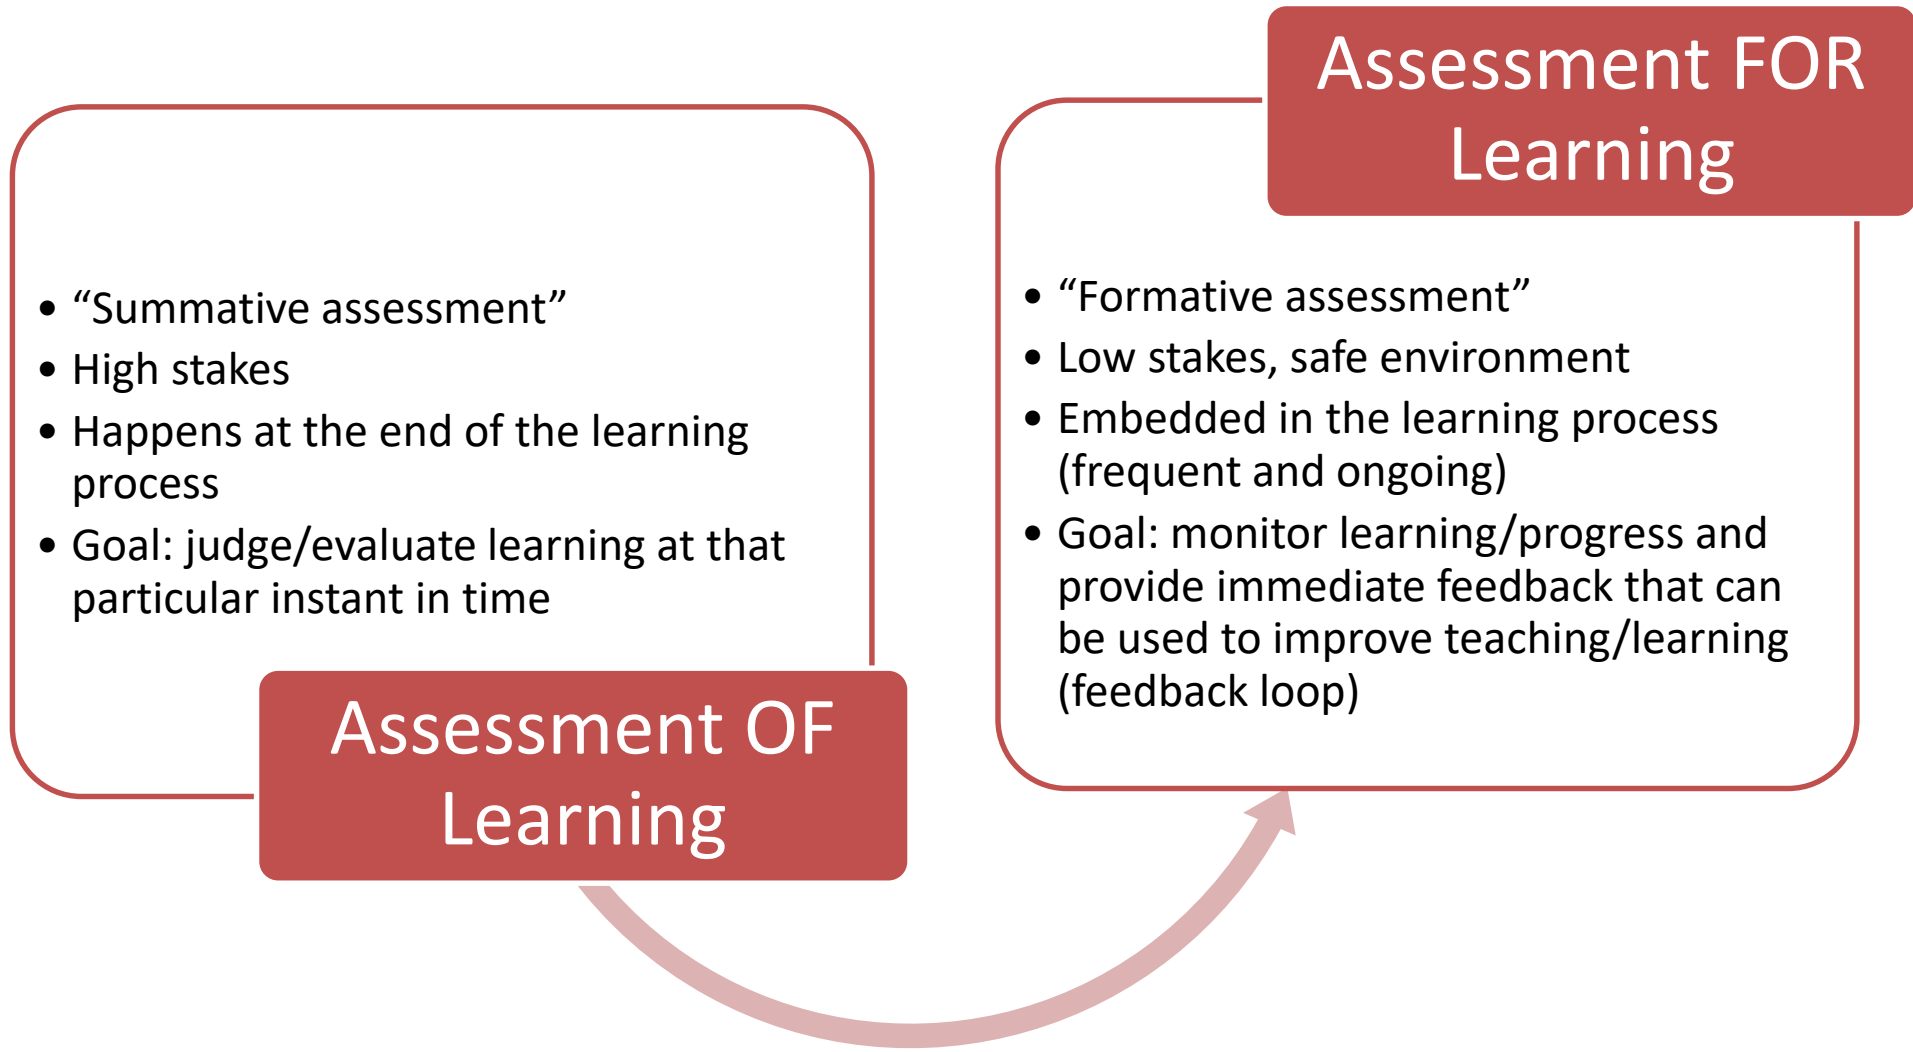 • “Summative assessment”
• High stakes
• Happens at the end of the learning
process
• Goal: judge/evaluate learning at that
particular instant in time
Assessment OF
Learning
Assessment FOR
Learning
• “Formative assessment”
• Low stakes, safe environment
• Embedded in the learning process
(frequent and ongoing)
• Goal: monitor learning/progress and
provide immediate feedback that can
be used to improve teaching/learning
(feedback loop)